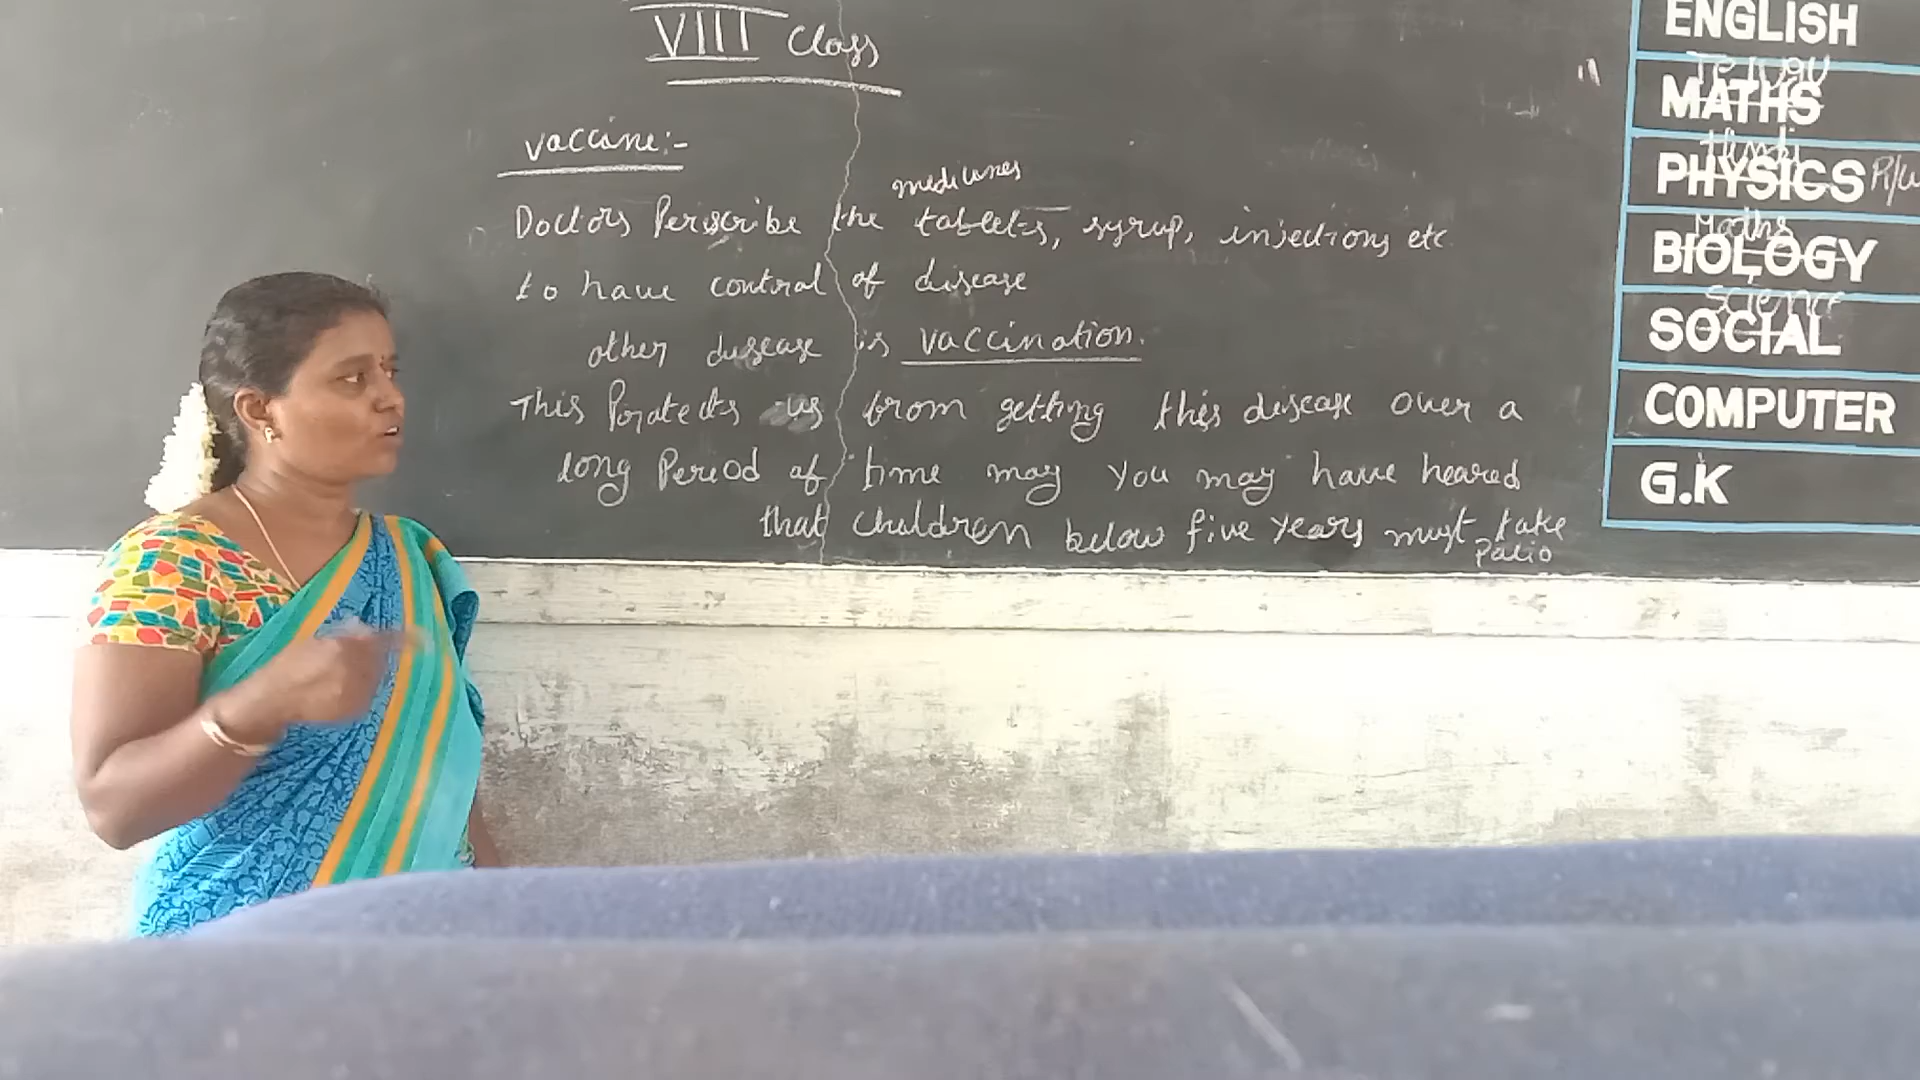 VIII Class
vaccine:-
medicines
Doctors Perscribe the tablets, syrup, injections etc
to have control of disease
other disease is vaccination.
This Protects us from getting this disease over a
long Period of time may you may have heared
that children below five years must take
polio
ENGLISH
Telugu
MATHS
Hindi
PHYSICS
Maths
BIOLOGY
Science
SOCIAL
COMPUTER
G.K